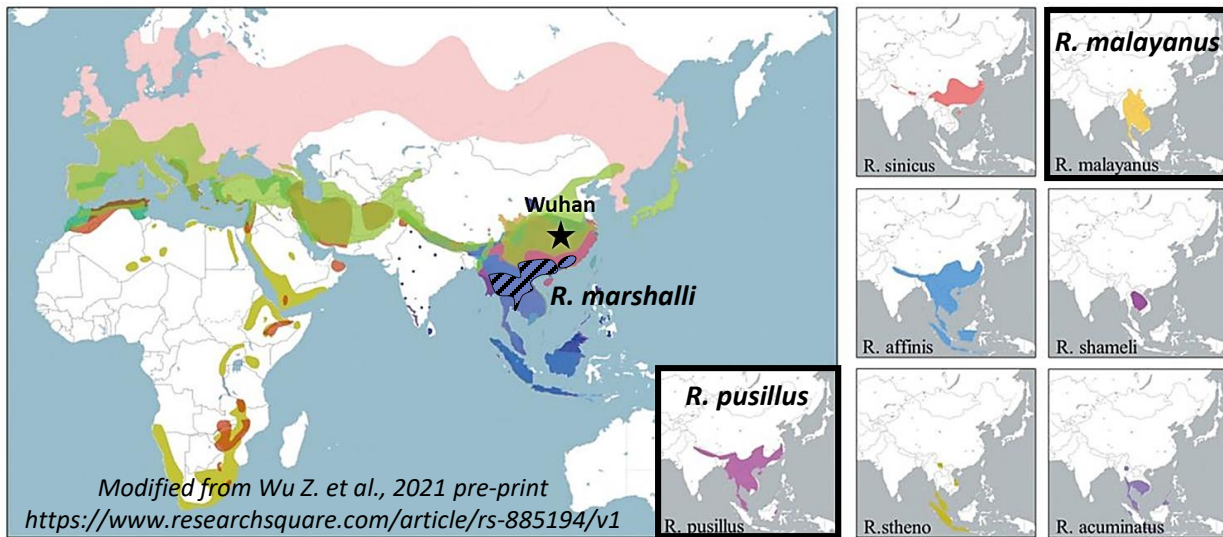 Wuhan
R. marshalli
Modified from Wu Z. et al., 2021 pre-print
https://www.researchsquare.com/article/rs-885194/v1
R. pusillus
R. pusillus
R. sinicus
R. malayanus
R. malayanus
R. affinis
R. shameli
R.stheno
R. acuminatus